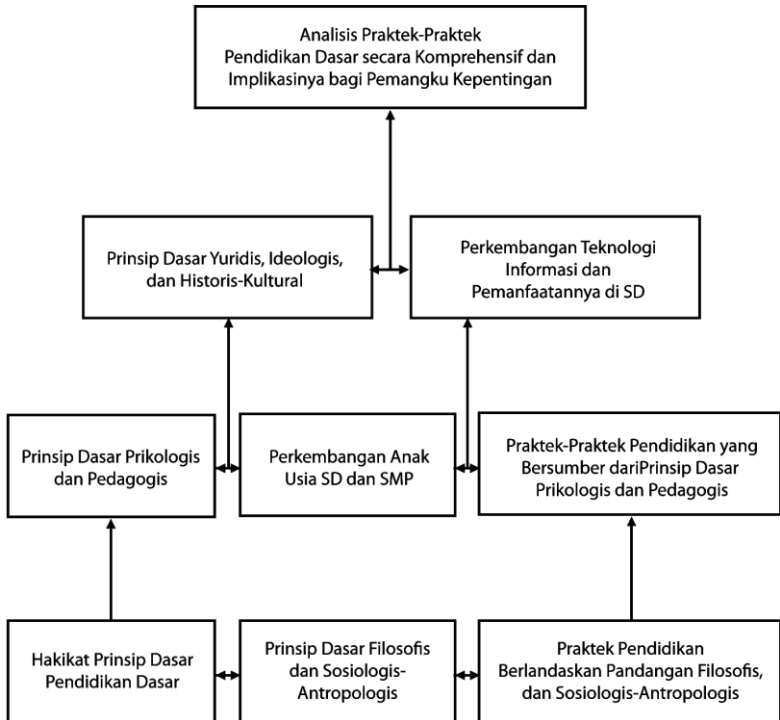 Analisis Praktek-Praktek
Pendidikan Dasar secara Komprehensif dan
Implikasinya bagi Pemangku Kepentingan
Prinsip Dasar Yuridis, Ideologis,
dan Historis-Kultural
Perkembangan Teknologi
Informasi dan
Pemanfaatannya di SD
Prinsip Dasar Prikologis
dan Pedagogis
Perkembangan Anak
Usia SD dan SMP
Praktek-Praktek Pendidikan yang
Bersumber dariPrinsip Dasar
Prikologis dan Pedagogis
Hakikat Prinsip Dasar
Pendidikan Dasar
Prinsip Dasar Filosofis
dan Sosiologis-
Antropologis
Praktek Pendidikan
Berlandaskan Pandangan Filosofis,
dan Sosiologis-Antropologis